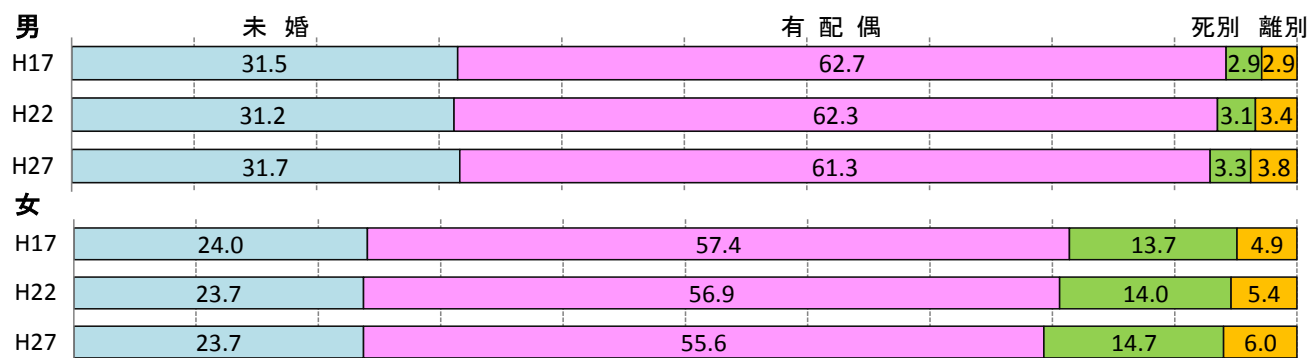 男 未 婚 有 配 偶 死別 離別
H17 31.5 62.7 2.9 2.9
H22 31.2 62.3 3.1 3.4
H27 31.7 61.3 3.3 3.8
女
H17 24.0 57.4 13.7 4.9
H22 23.7 56.9 14.0 5.4
H27 23.7 55.6 14.7 6.0